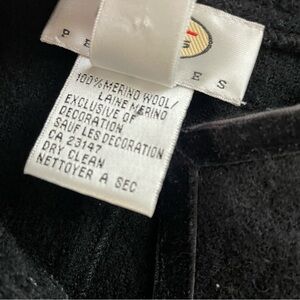 P E
E S
100% MERINO WOOL/
LAINE MERINO
EXCLUSIVE OF
DECORATION
SAUF LES DECORATION
CA 23147
DRY CLEAN
NETTOYER A SEC